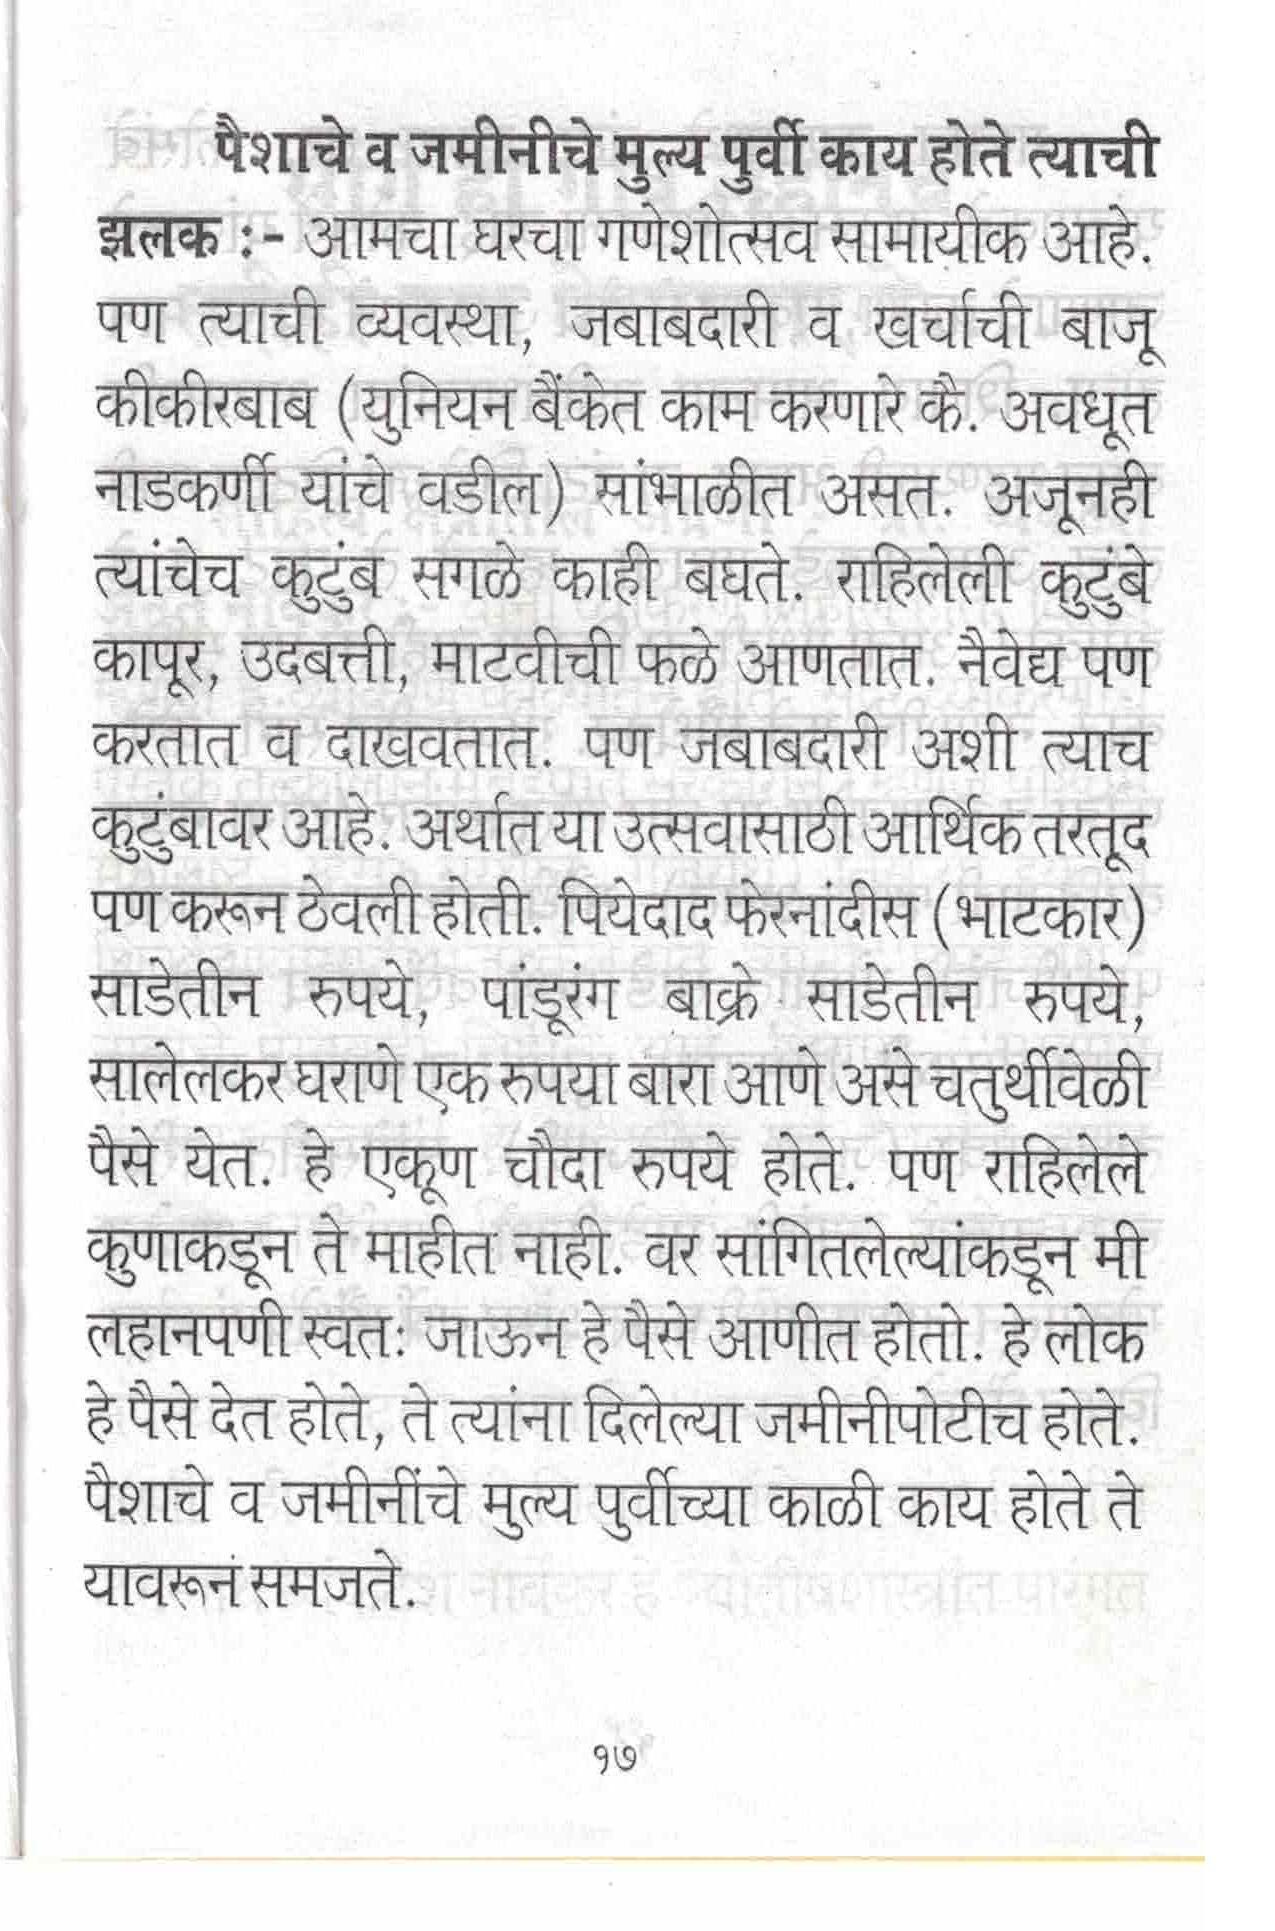 पैशाचे व जमीनीचे मुल्य पुर्वी काय होते त्याची
झलक :- आमचा घरचा गणेशोत्सव सामायीक आहे.
पण त्याची व्यवस्था, जबाबदारी व खर्चाची बाजू
कीकीरबाब (युनियन बैंकेत काम करणारे कै. अवधूत
नाडकर्णी यांचे वडील) सांभाळीत असत. अजूनही
त्यांचेच कुटुंब सगळे काही बघते. राहिलेली कुटुंबे
कापूर, उदबत्ती, माटवीची फळे आणतात. नैवेद्य पण
करतात व दाखवतात. पण जबाबदारी अशी त्याच
कुटुंबावर आहे. अर्थात या उत्सवासाठी आर्थिक तरतूद
पण करून ठेवली होती. पियेदाद फेरनांदीस (भाटकार)
साडेतीन रुपये, पांडूरंग बाक्रे साडेतीन रुपये,
सालेलकर घराणे एक रुपया बारा आणे असे चतुर्थीवेळी
पैसे येत. हे एकूण चौदा रुपये होते. पण राहिलेले
कुणाकडून ते माहीत नाही. वर सांगितलेल्यांकडून मी
लहानपणी स्वत: जाऊन हे पैसे आणीत होतो. हे लोक
हे पैसे देत होते, ते त्यांना दिलेल्या जमीनीपोटीच होते.
पैशाचे व जमीनींचे मुल्य पुर्वीच्या काळी काय होते ते
यावरून समजते.
१७